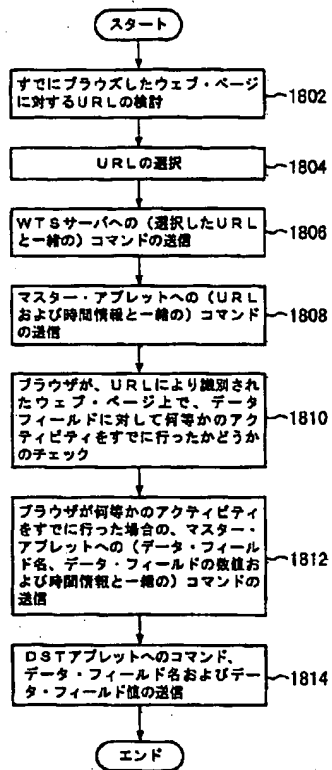 スタート
すでにブラウズしたウェブ・ページ
に対するURLの検討
1802
URLの選択
1804
WTSサーバへの(選択したURL
と一緒の)コマンドの送信
1806
マスター・アプレットへの(URL
および時間情報と一緒の)コマンド
の送信
1808
ブラウザが、URLにより識別され
たウェブ・ページ上で、データ
フィールドに対して何等かのアク
ティビティをすでに行ったかどうか
のチェック
1810
ブラウザが何等かのアクティビティ
をすでに行った場合の、マスター・
アプレットへの(データ・フィール
ド名、データ・フィールドの数値お
よび時間情報と一緒の)コマンドの
送信
1812
DSTアプレットへのコマンド、
データ・フィールド名およびデー
タ・フィールド値の送信
1814
エンド